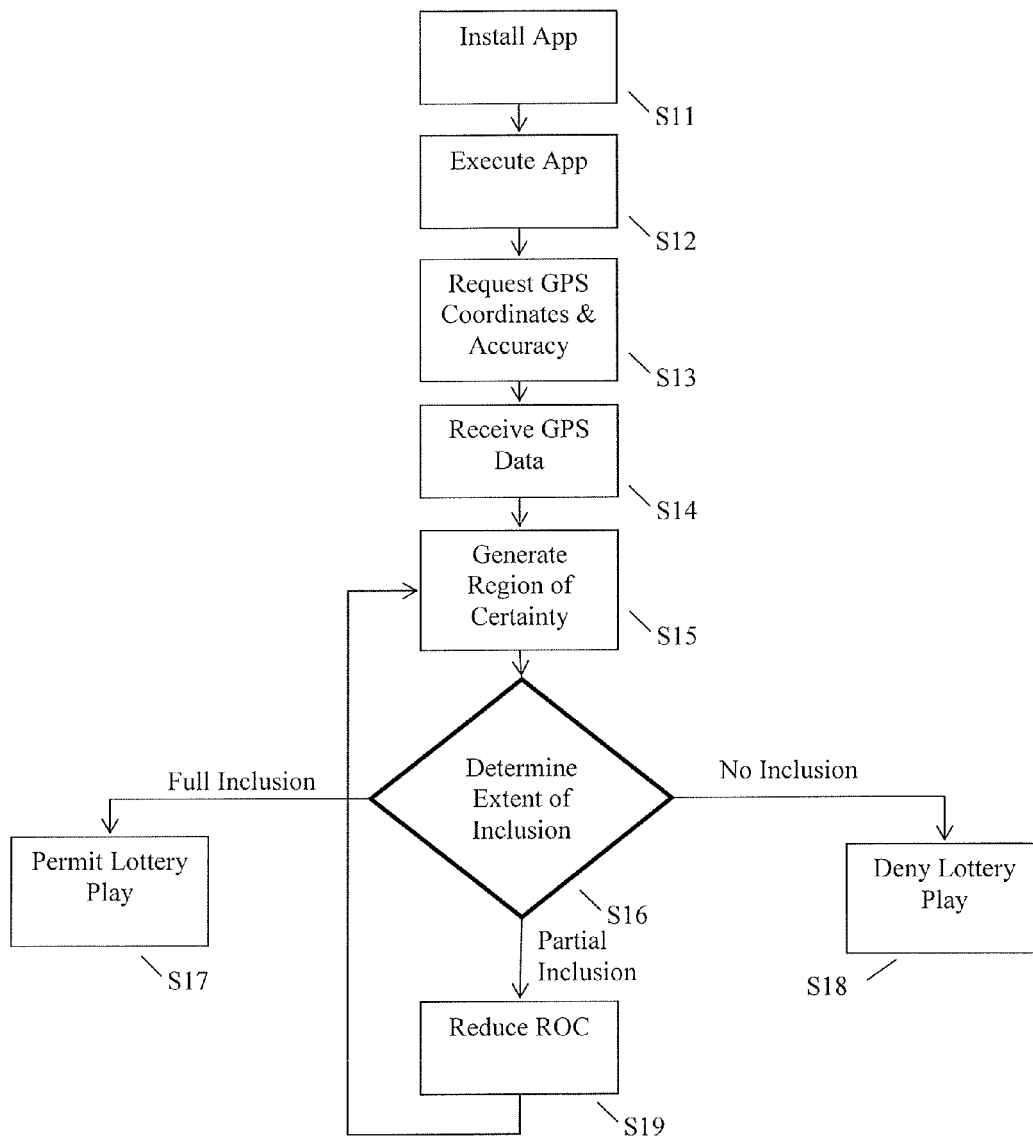 Install App
S11
Execute App
S12
Request GPS
Coordinates &
Accuracy
S13
Receive GPS
Data
S14
Generate
Region of
Certainty
S15
Determine
Extent of
Inclusion
S16
Full Inclusion
No Inclusion
Permit Lottery
Play
S17
Deny Lottery
Play
S18
Partial
Inclusion
Reduce ROC
S19